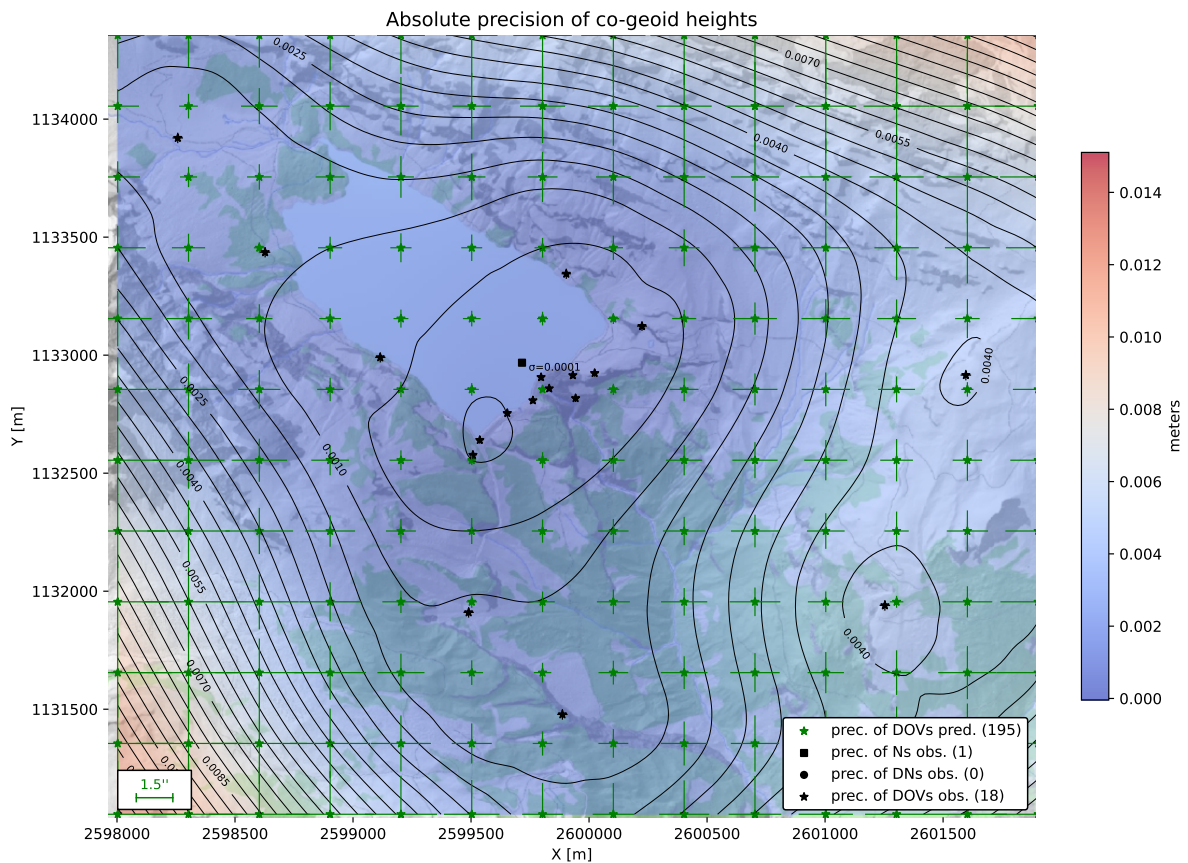 Absolute precision of co-geoid heights
0.0025
0.0070
0.0055
0.0040
1134000
1133500
1133000
1132500
1132000
1131500
Y [m]
σ=0.0001
0.0040
0.0025
0.0010
0.0040
0.0055
0.0040
0.0070
0.0085
1.5''
prec. of DOVs pred. (195)
prec. of Ns obs. (1)
prec. of DNs obs. (0)
prec. of DOVs obs. (18)
2598000 2598500 2599000 2599500 2600000 2600500 2601000 2601500
X [m]
0.014
0.012
0.010
0.008
0.006
0.004
0.002
0.000
meters